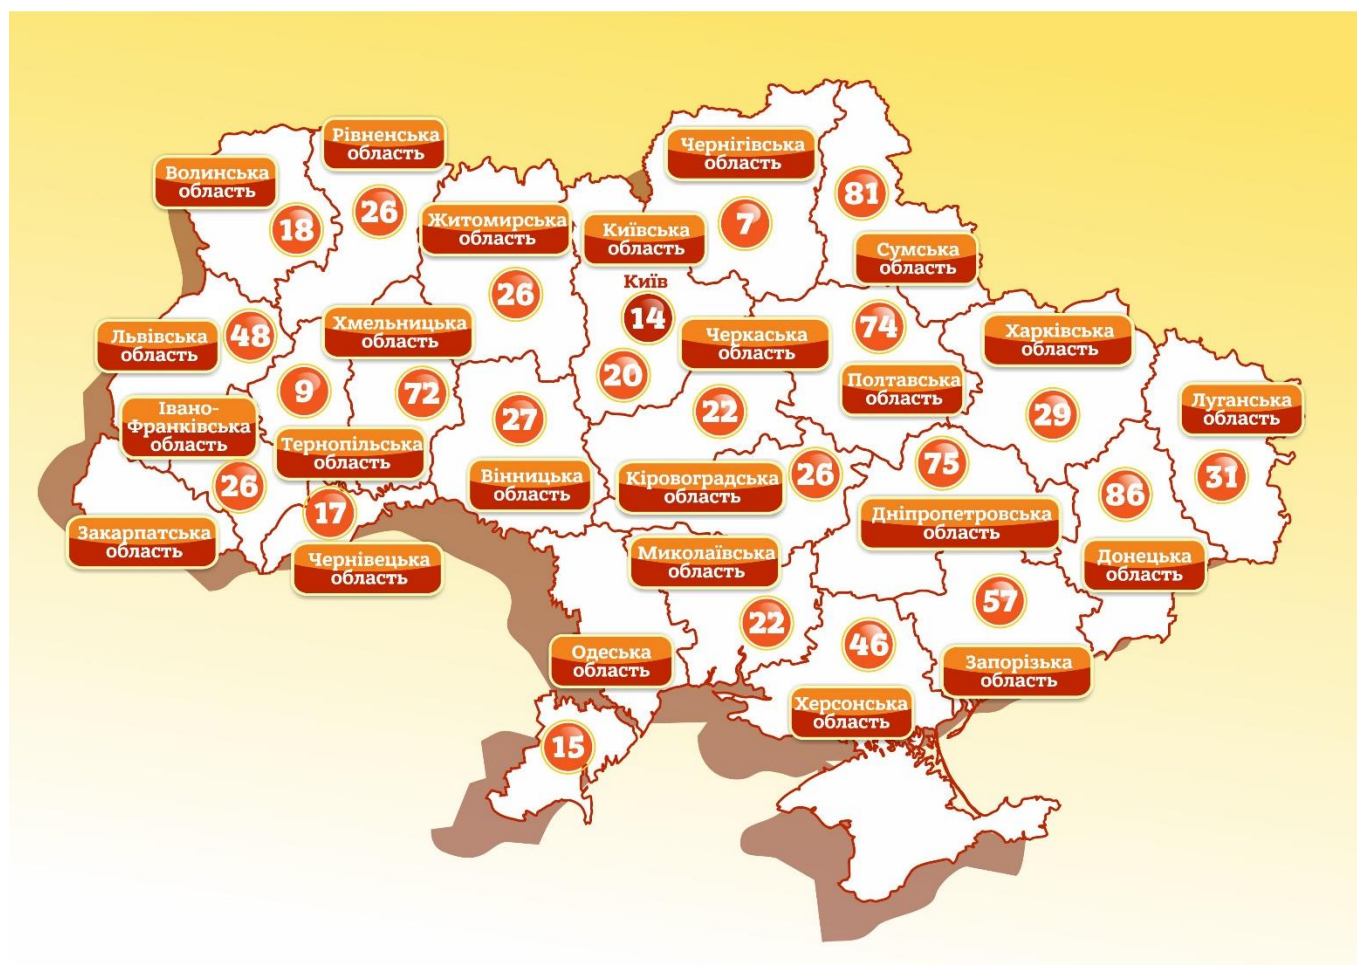 Рівненська
область
26
Чернігівська
область
7
Волинська
область
18
81
Сумська
область
Житомирська
область
26
Київська
область
Київ
14
20
Львівська
область
48
Хмельницька
область
72
Черкаська
область
22
74
Полтавська
область
Харківська
область
29
Луганська
область
31
9
Тернопільська
область
Івано-
Франківська
область
26
27
Вінницька
область
Кіровоградська
область
26
75
Дніпропетровська
область
86
Донецька
область
Закарпатська
область
17
Чернівецька
область
Миколаївська
область
22
57
Запорізька
область
46
Херсонська
область
Одеська
область
15